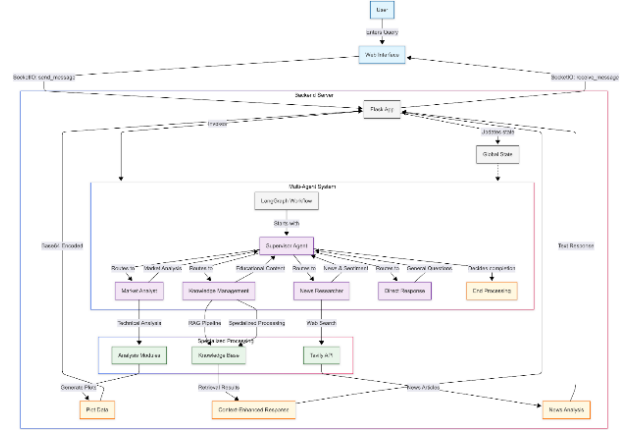 User
Enters Query
Web Interface
SocketIO: send_message
SocketIO: receive_message
Backend Server
Flask App
Invokes
Updates state
Global State
Multi-Agent System
LangGraph Workflow
Starts with
Base64 Encoded
Supervisor Agent
Text Response
Routes to
Market Analysis
Routes to
Educational Content
Routes to
News & Sentiment
Routes to
General Questions
Decides completion
Market Analyst
Knowledge Management
News Researcher
Direct Response
End Processing
Technical Analysis
RAG Pipeline
Specialized Processing
Web Search
Specialized Processing
Analysis Modules
Knowledge Base
Tavily API
Generate Plots
Retrieval Results
News Articles
Plot Data
Context-Enhanced Response
News Analysis